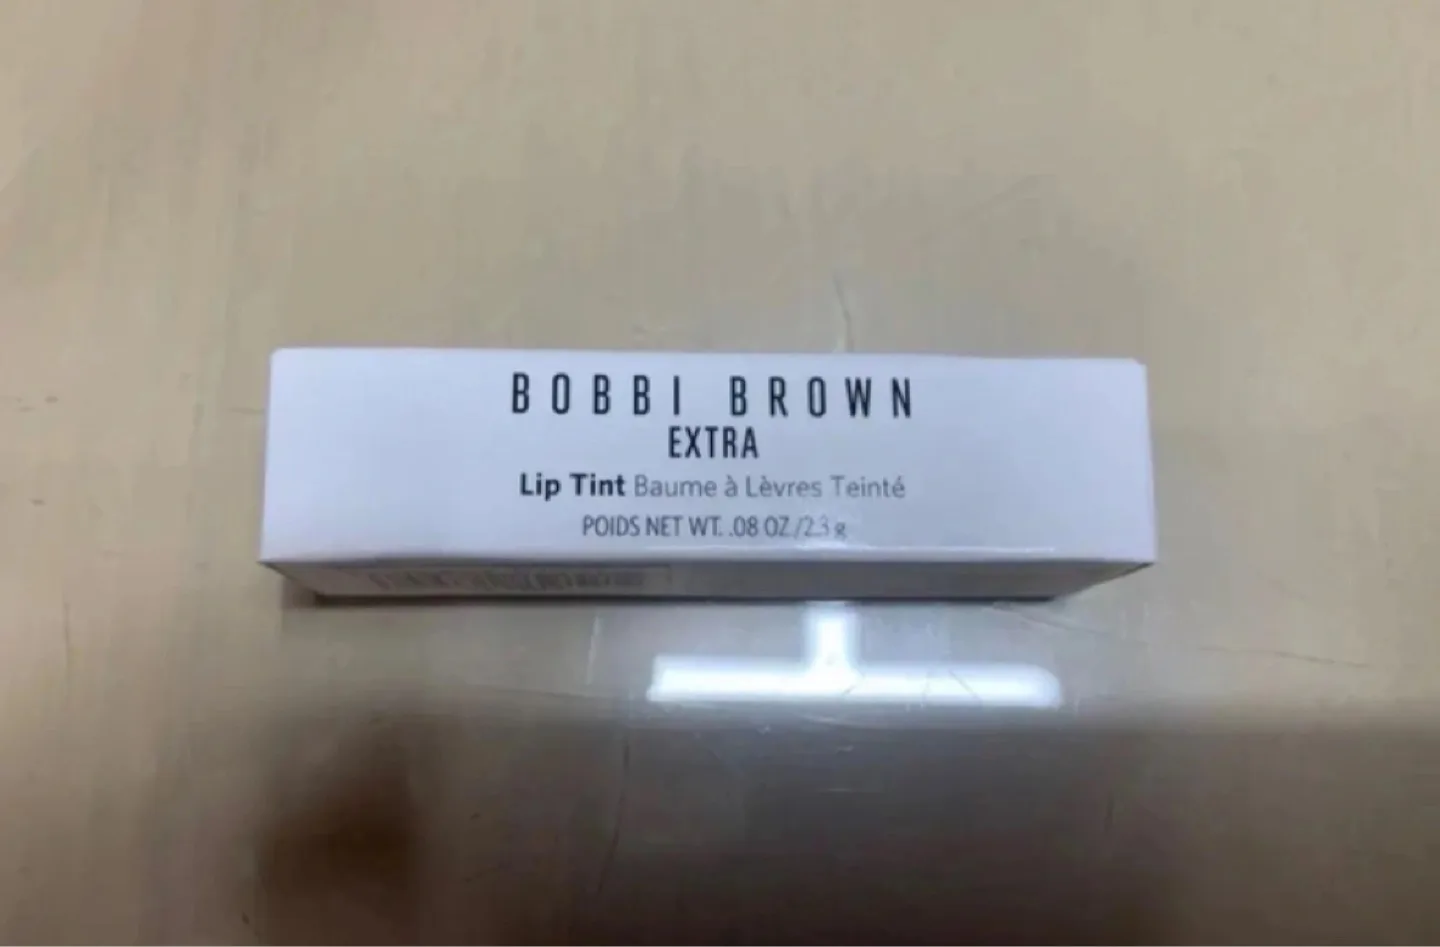 BOBBI BROWN
EXTRA
Lip Tint Baume à Lèvres Teinté
POIDS NET WT. .08 OZ/2.3 g